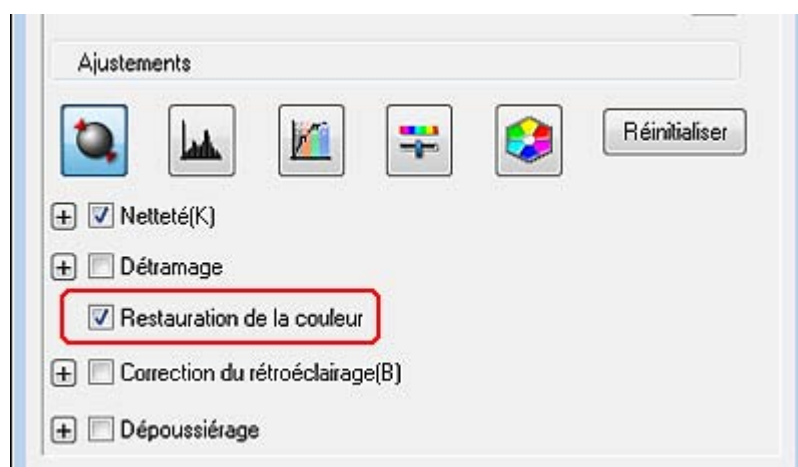 Ajustements
Réinitialiser
Netteté(K)
Détramage
Restauration de la couleur
Correction du rétroéclairage(B)
Dépoussiérage